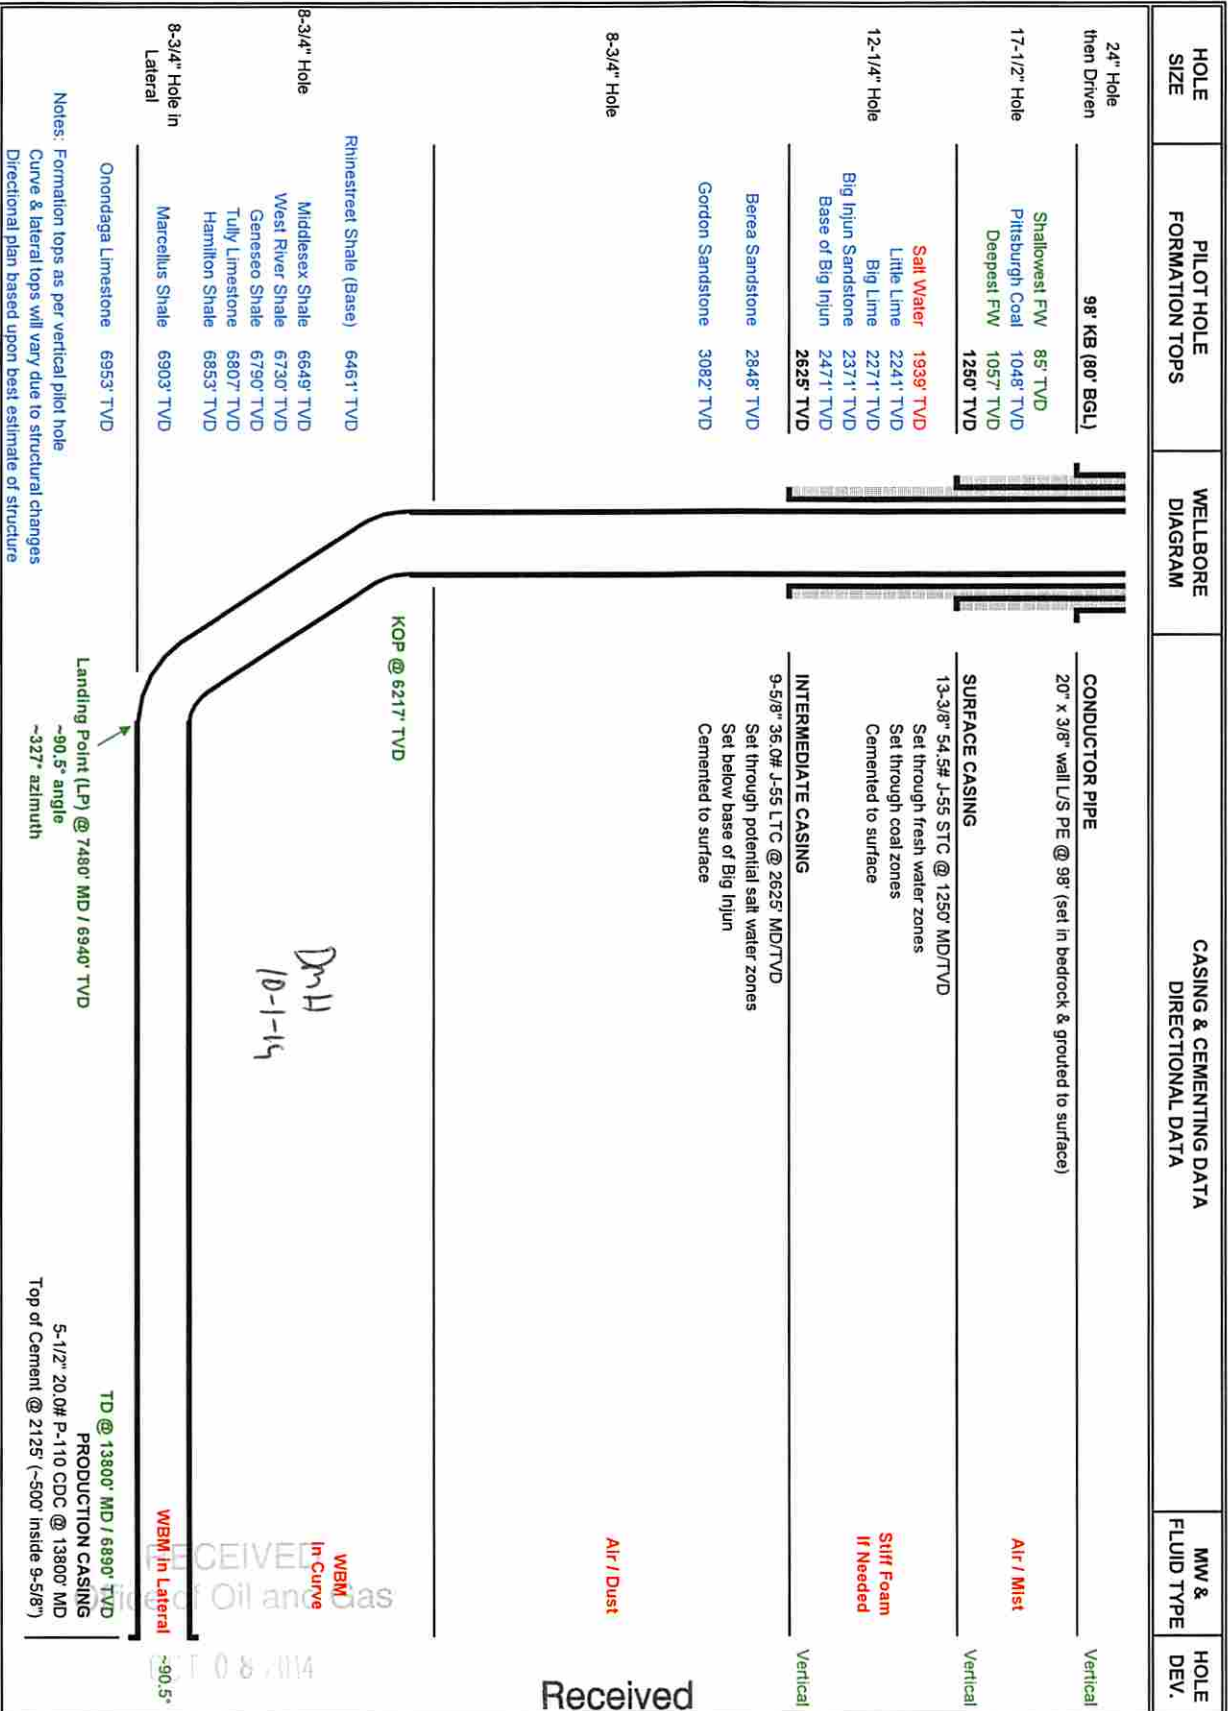 HOLE SIZE
PILOT HOLE FORMATION TOPS
WELLBORE DIAGRAM
CASING & CEMENTING DATA DIRECTIONAL DATA
MW & FLUID TYPE
HOLE DEV.
24" Hole
then Driven
98' KB (80' BGL)
CONDUCTOR PIPE
20" x 3/8" wall L/S PE @ 98' (set in bedrock & grouted to surface)
Vertical
17-1/2" Hole
Shallowest FW 85' TVD
Pittsburgh Coal 1048' TVD
Deepest FW 1057' TVD
1250' TVD
SURFACE CASING
13-3/8" 54.5# J-55 STC @ 1250' MD/TVD
Set through fresh water zones
Set through coal zones
Cemented to surface
Air / Mist
Vertical
12-1/4" Hole
Salt Water 1939' TVD
Little Lime 2241' TVD
Big Lime 2271' TVD
Big Injun Sandstone 2371' TVD
Base of Big Injun 2471' TVD
2625' TVD
INTERMEDIATE CASING
9-5/8" 36.0# J-55 LTC @ 2625' MD/TVD
Set through potential salt water zones
Set below base of Big Injun
Cemented to surface
Stiff Foam
If Needed
Vertical
8-3/4" Hole
Berea Sandstone 2848' TVD
Gordon Sandstone 3082' TVD
Air / Dust
KOP @ 6217' TVD
8-3/4" Hole
Rhinestreet Shale (Base) 6461' TVD
Middlesex Shale 6649' TVD
West River Shale 6730' TVD
Geneseo Shale 6790' TVD
Tully Limestone 6807' TVD
Hamilton Shale 6853' TVD
DmH
10-1-14
WBM
In Curve
8-3/4" Hole in
Lateral
Marcellus Shale 6903' TVD
WBM in Lateral
~90.5°
Onondaga Limestone 6953' TVD
Landing Point (LP) @ 7480' MD / 6940' TVD
~90.5° angle
~327° azimuth
TD @ 13800' MD / 6890' TVD
PRODUCTION CASING
5-1/2" 20.0# P-110 CDC @ 13800' MD
Top of Cement @ 2125' (~500' inside 9-5/8")
Notes: Formation tops as per vertical pilot hole
Curve & lateral tops will vary due to structural changes
Directional plan based upon best estimate of structure
RECEIVED
Office of Oil and Gas
OCT 08 2014
Received